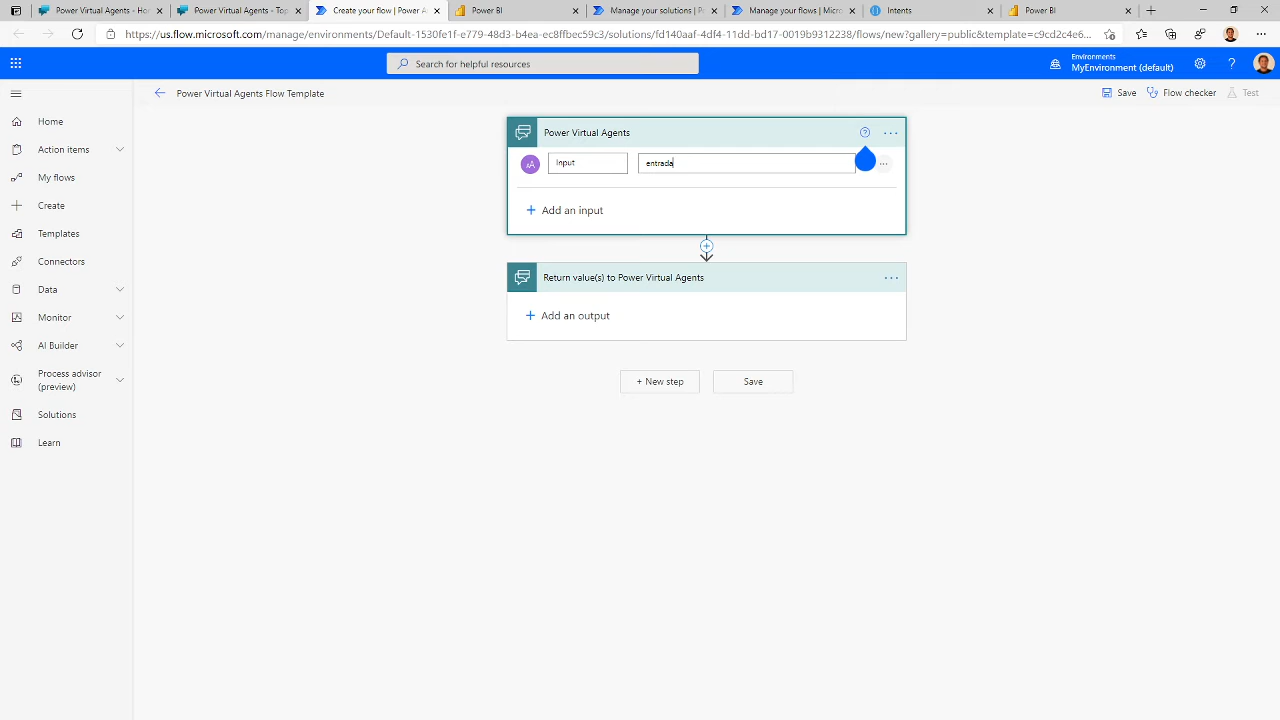 Power Virtual Agents - Ho
Power Virtual Agents - Top
Create your flow | Power A
Power BI
Manage your solutions | P
Manage your flows | Micro
Intents
Power BI
https://us.flow.microsoft.com/manage/environments/Default-1530fe1f-e779-48d3-b4ea-ec8ffbec59c3/solutions/fd140aaf-4df4-11dd-bd17-0019b9312238/flows/new?gallery=public&template=c9cd2c4e6...
Search for helpful resources
Environments
MyEnvironment (default)
Power Virtual Agents Flow Template
Save
Flow checker
Test
Home
Action items
My flows
Create
Templates
Connectors
Data
Monitor
AI Builder
Process advisor
(preview)
Solutions
Learn
Power Virtual Agents
Input
entrada
Add an input
Return value(s) to Power Virtual Agents
Add an output
+ New step
Save